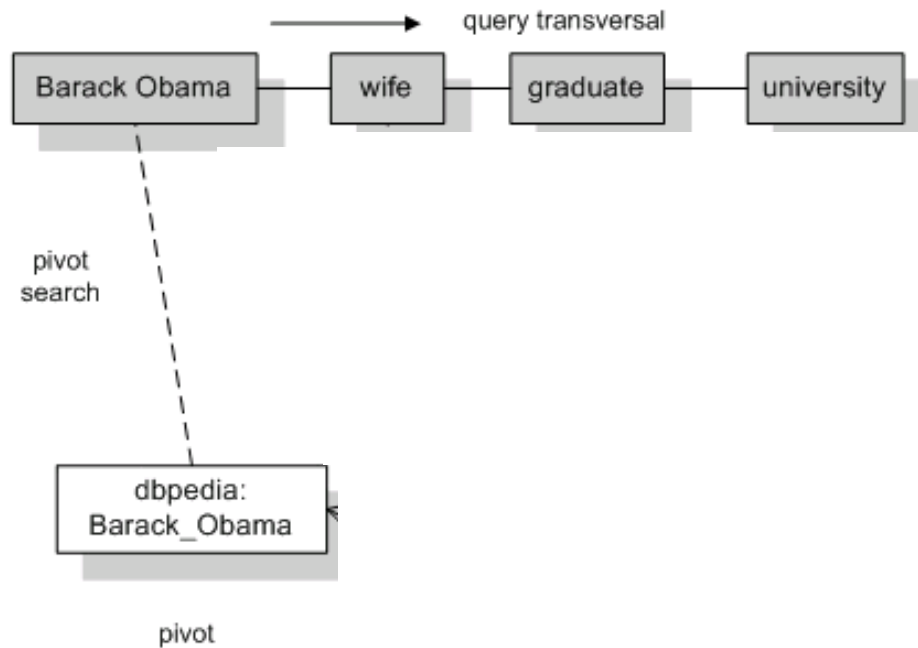 query transversal
Barack Obama
wife
graduate
university
pivot
search
dbpedia:
Barack_Obama
pivot